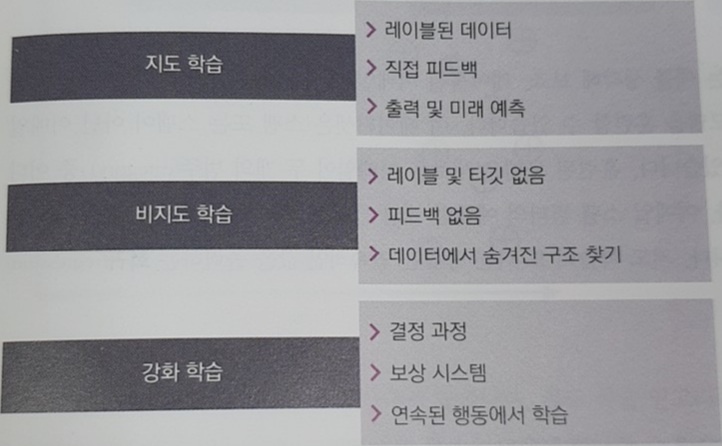 지도 학습
> 레이블된 데이터
> 직접 피드백
> 출력 및 미래 예측
비지도 학습
> 레이블 및 타깃 없음
> 피드백 없음
> 데이터에서 숨겨진 구조 찾기
강화 학습
> 결정 과정
> 보상 시스템
> 연속된 행동에서 학습